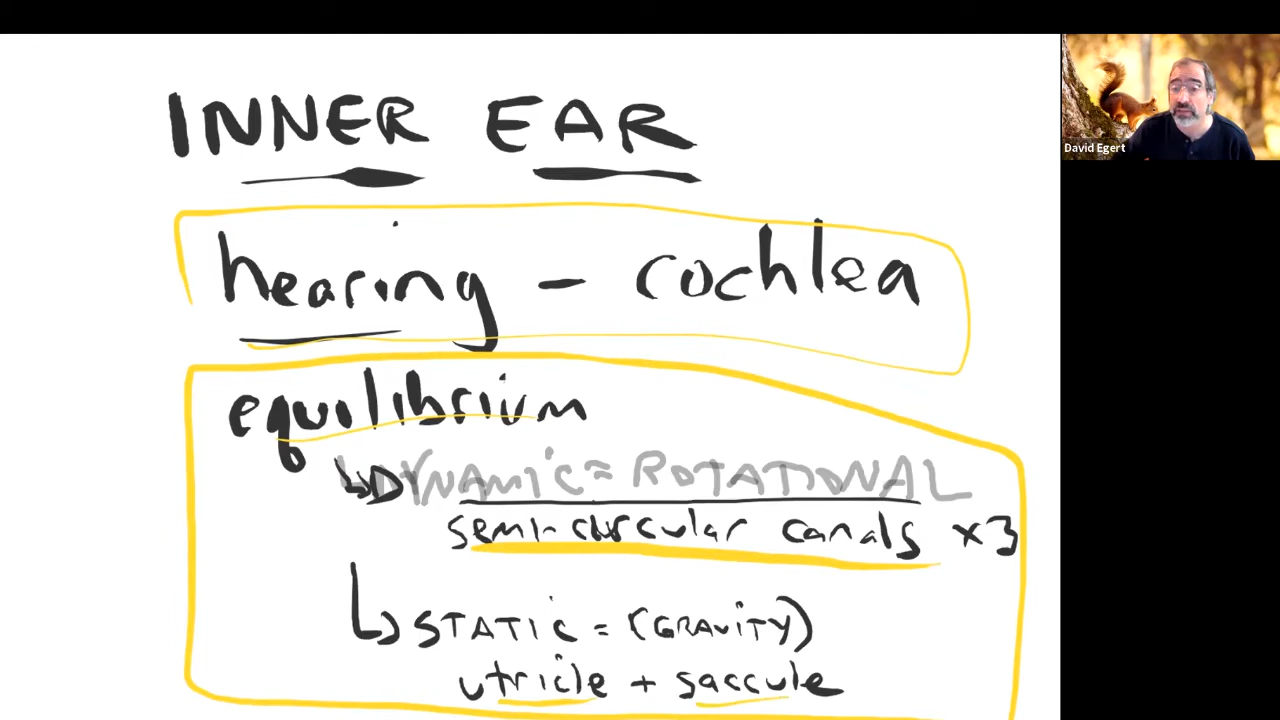 INNER EAR
David Egert
hearing - cochlea
equilibrium
↳ DYNAMIC = ROTATIONAL
semi-circular canals x3
↳ STATIC = (GRAVITY)
utricle + saccule